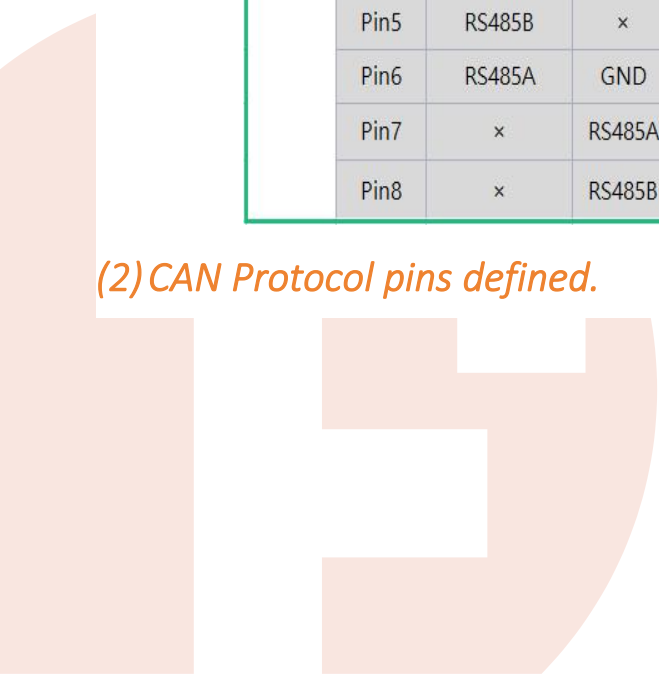 Pin5 RS485B ×
Pin6 RS485A GND
Pin7 × RS485A
Pin8 × RS485B
(2) CAN Protocol pins defined.